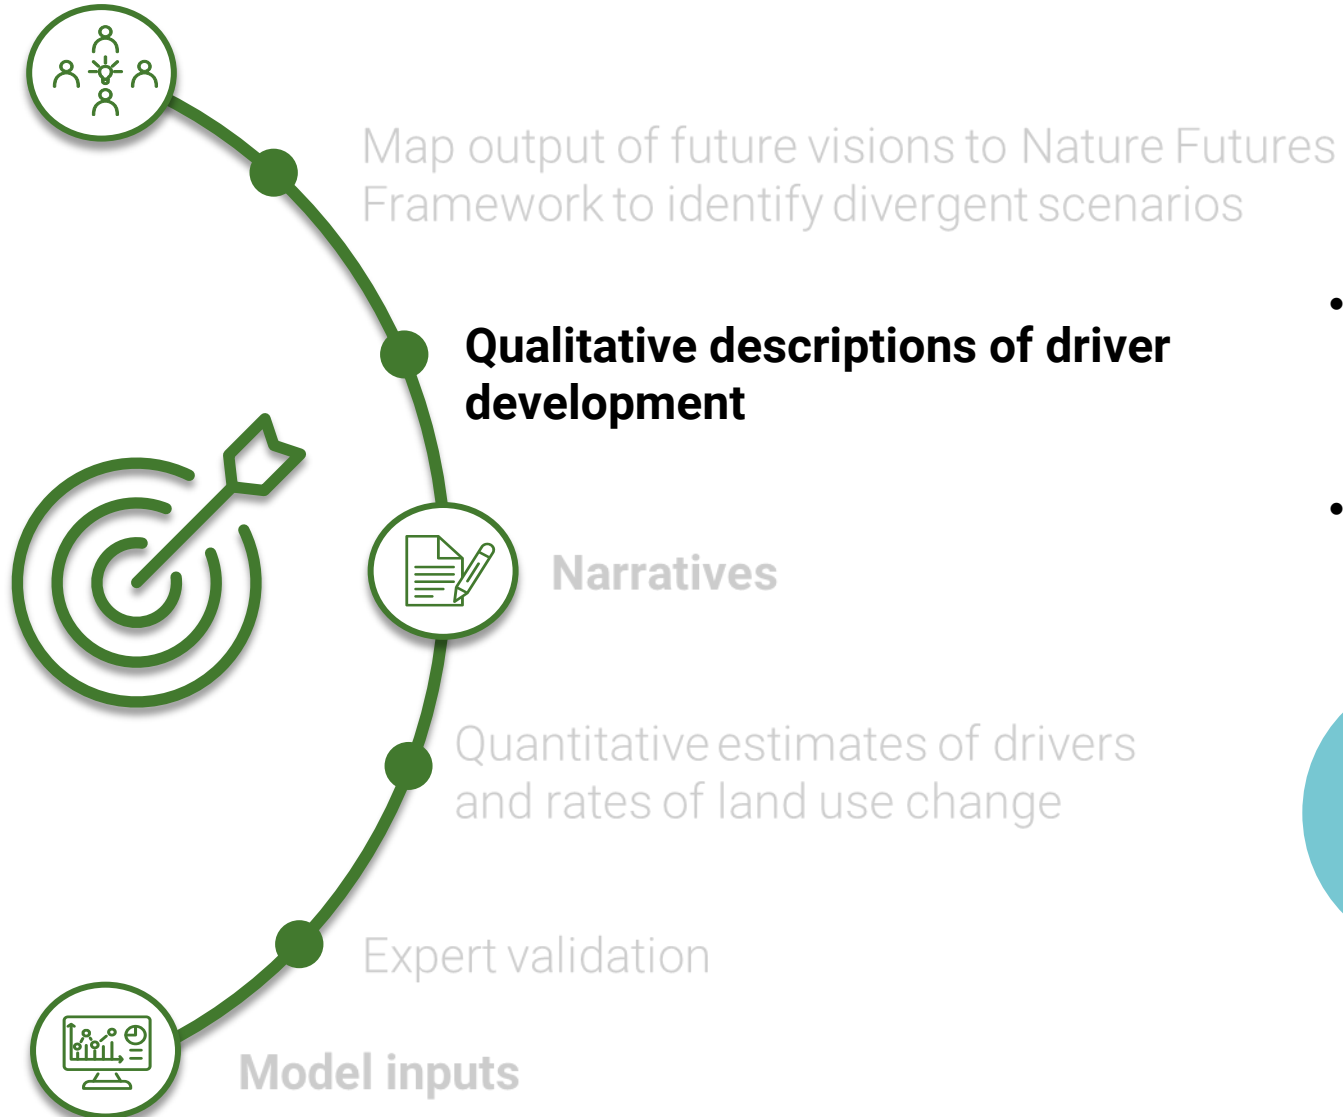 Map output of future visions to Nature Futures
Framework to identify divergent scenarios
Qualitative descriptions of driver
development
Narratives
Quantitative estimates of drivers
and rates of land use change
Expert validation
Model inputs